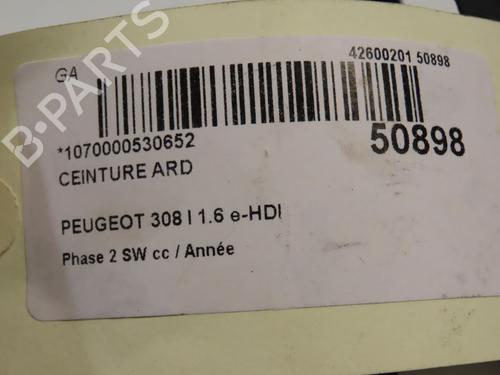 GA
42600201 50898
*1070000530652
50898
CEINTURE ARD
PEUGEOT 308 I 1.6 e-HDI
Phase 2 SW cc / Année
B-PARTS